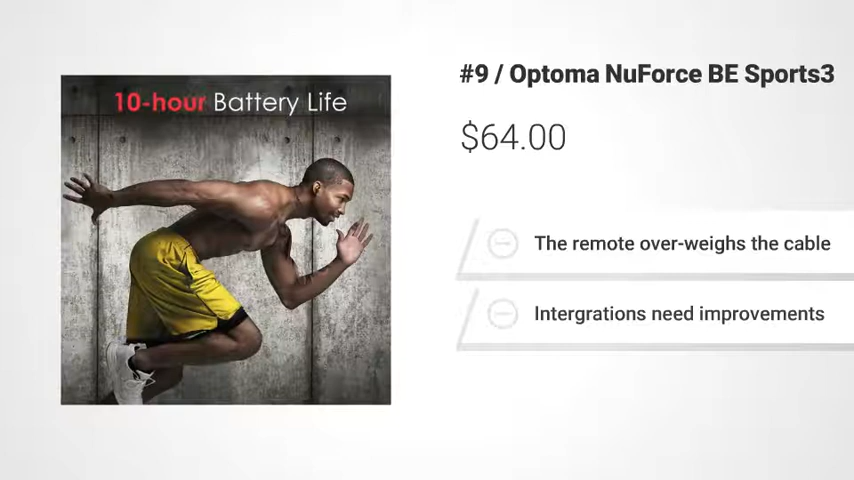 10-hour Battery Life
#9 / Optoma NuForce BE Sports3
$64.00
The remote over-weighs the cable
Intergrations need improvements